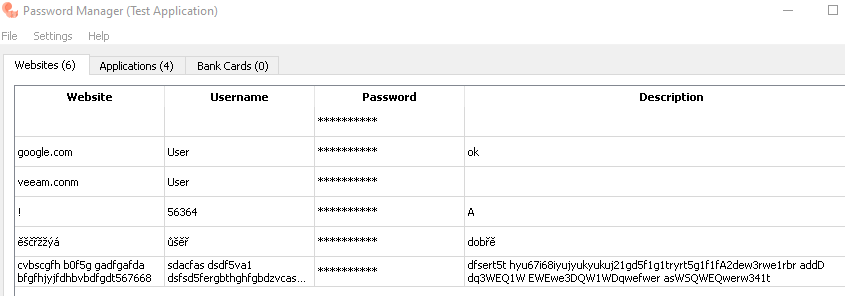 Password Manager (Test Application)
File Settings Help
Websites (6) Applications (4) Bank Cards (0)
Website Username Password Description
**********
google.com User ********** ok
veeam.conm User **********
! 56364 ********** A
ěščřžžýá ůšěř ********** dobřě
cvbscgfh b0f5g gadfgafda sdacfas dsdf5va1 ********** dfsert5t hyu67i68iyujyukyukuj21gd5f1g1tryrt5g1f1fA2dew3rwe1rbr addD
bfgfhjyjfdhbvbdfgdt567668 dsfsd5fergbthghfgbdzvcas... dq3WEQ1W EWEwe3DQW1WDqwefwer asWSQWEQwerw341t